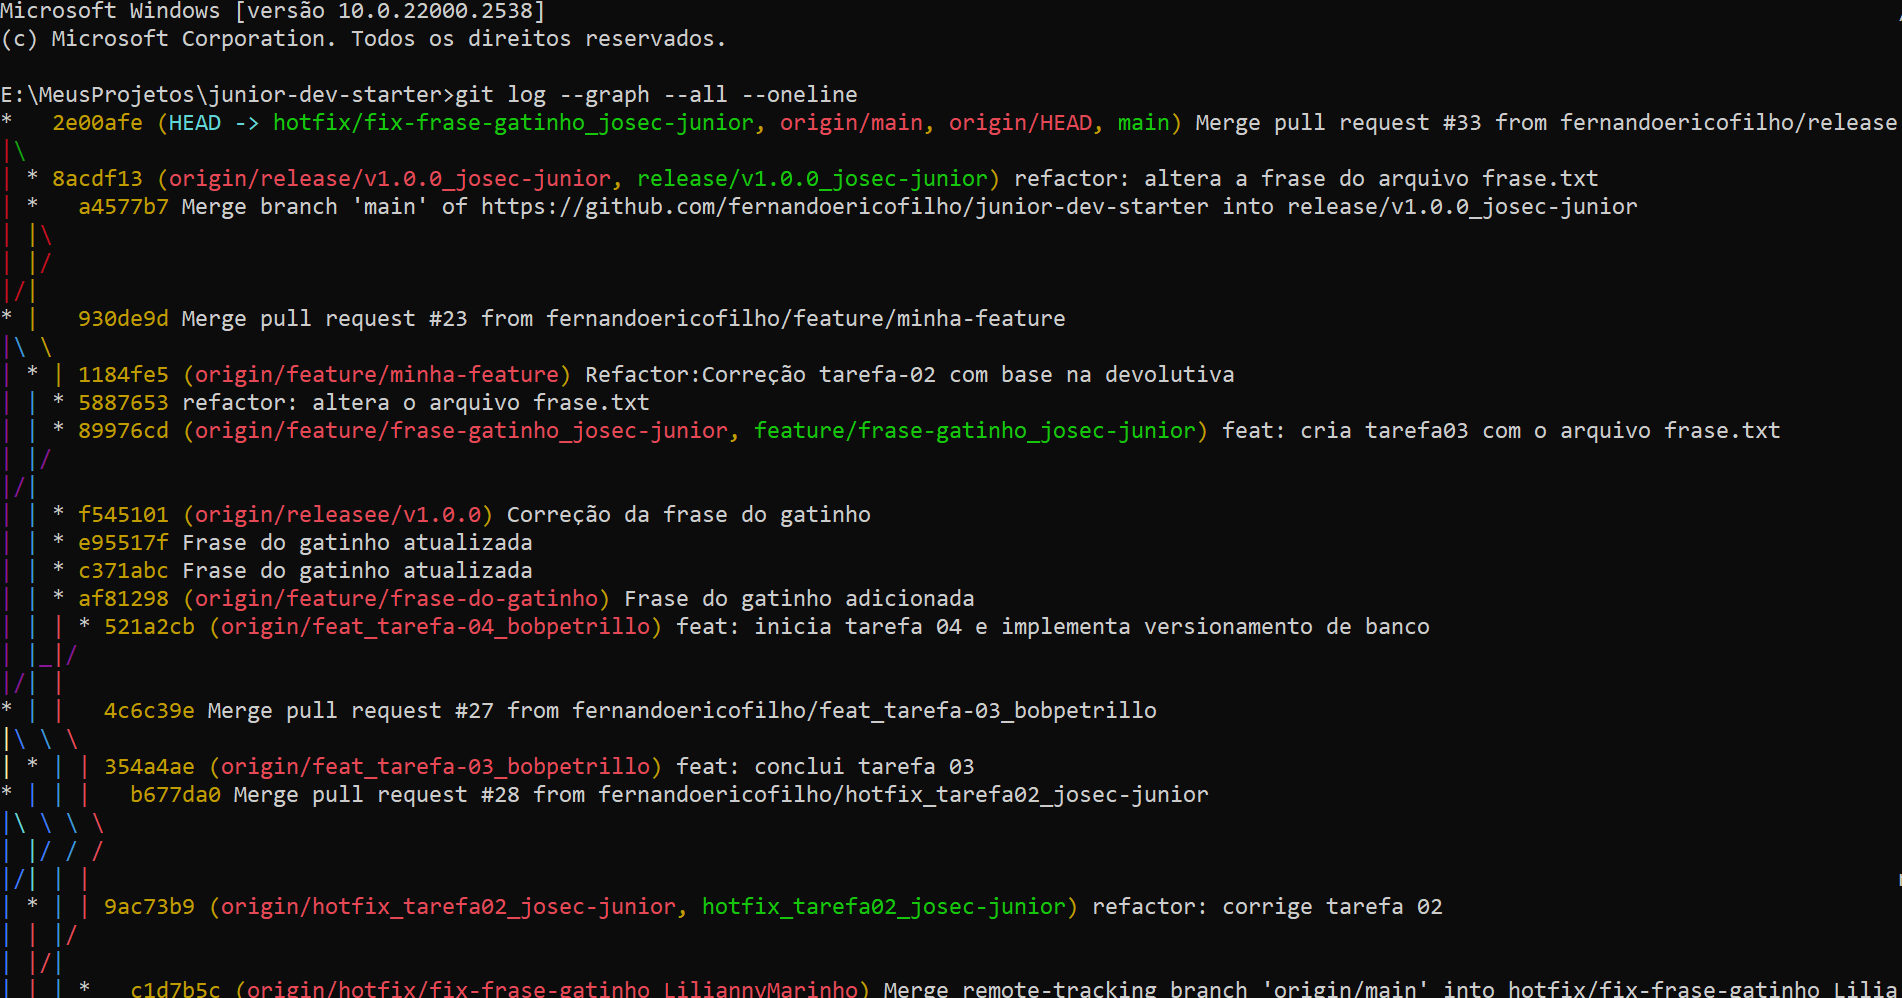 Microsoft Windows [versão 10.0.22000.2538]
(c) Microsoft Corporation. Todos os direitos reservados.
E:\MeusProjetos\junior-dev-starter>git log --graph --all --oneline
*   2e00afe (HEAD -> hotfix/fix-frase-gatinho_josec-junior, origin/main, origin/HEAD, main) Merge pull request #33 from fernandoericofilho/release
|\
| * 8acdf13 (origin/release/v1.0.0_josec-junior, release/v1.0.0_josec-junior) refactor: altera a frase do arquivo frase.txt
| *   a4577b7 Merge branch 'main' of https://github.com/fernandoericofilho/junior-dev-starter into release/v1.0.0_josec-junior
| |\
| |/
|/|
* |   930de9d Merge pull request #23 from fernandoericofilho/feature/minha-feature
|\ \
| * | 1184fe5 (origin/feature/minha-feature) Refactor:Correção tarefa-02 com base na devolutiva
| | * 5887653 refactor: altera o arquivo frase.txt
| | * 89976cd (origin/feature/frase-gatinho_josec-junior, feature/frase-gatinho_josec-junior) feat: cria tarefa03 com o arquivo frase.txt
| |/
|/|
| | * f545101 (origin/releasee/v1.0.0) Correção da frase do gatinho
| | * e95517f Frase do gatinho atualizada
| | * c371abc Frase do gatinho atualizada
| | * af81298 (origin/feature/frase-do-gatinho) Frase do gatinho adicionada
| | | * 521a2cb (origin/feat_tarefa-04_bobpetrillo) feat: inicia tarefa 04 e implementa versionamento de banco
| |_|/
|/| |
* | |   4c6c39e Merge pull request #27 from fernandoericofilho/feat_tarefa-03_bobpetrillo
|\ \ \
| * | | 354a4ae (origin/feat_tarefa-03_bobpetrillo) feat: conclui tarefa 03
* | | |   b677da0 Merge pull request #28 from fernandoericofilho/hotfix_tarefa02_josec-junior
|\ \ \ \
| |/ / /
|/| | |
| * | | 9ac73b9 (origin/hotfix_tarefa02_josec-junior, hotfix_tarefa02_josec-junior) refactor: corrige tarefa 02
| | |/
| |/|
| | | *   c1d7b5c (origin/hotfix/fix-frase-gatinho_LiliannyMarinho) Merge remote-tracking branch 'origin/main' into hotfix/fix-frase-gatinho_Lilia